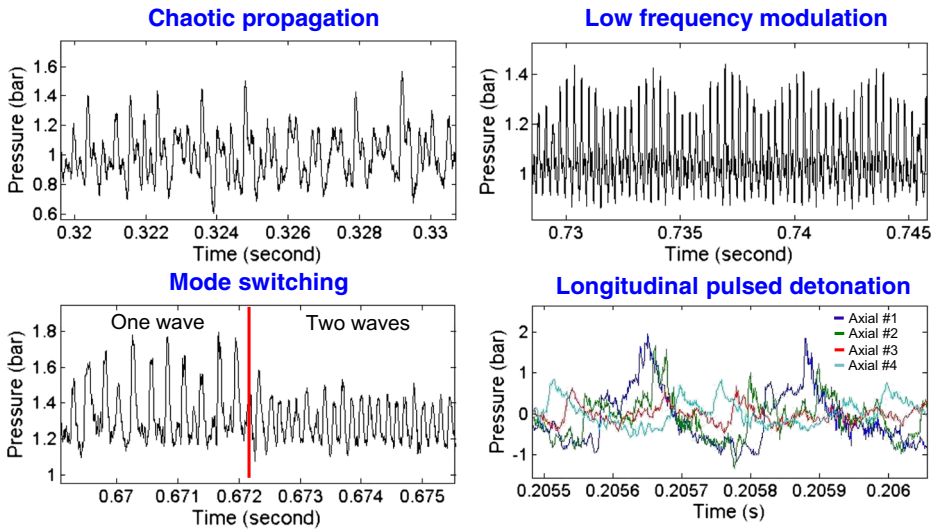 Chaotic propagation
Pressure (bar)
1.6
1.4
1.2
1
0.8
0.6
0.32 0.322 0.324 0.326 0.328 0.33
Time (second)
Low frequency modulation
Pressure (bar)
1.4
1.2
1
0.73 0.735 0.74 0.745
Time (second)
Mode switching
One wave Two waves
Pressure (bar)
1.8
1.6
1.4
1.2
1
0.67 0.671 0.672 0.673 0.674 0.675
Time (second)
Longitudinal pulsed detonation
Axial #1
Axial #2
Axial #3
Axial #4
Pressure (bar)
2
1
0
-1
0.2055 0.2056 0.2057 0.2058 0.2059 0.206
Time (s)